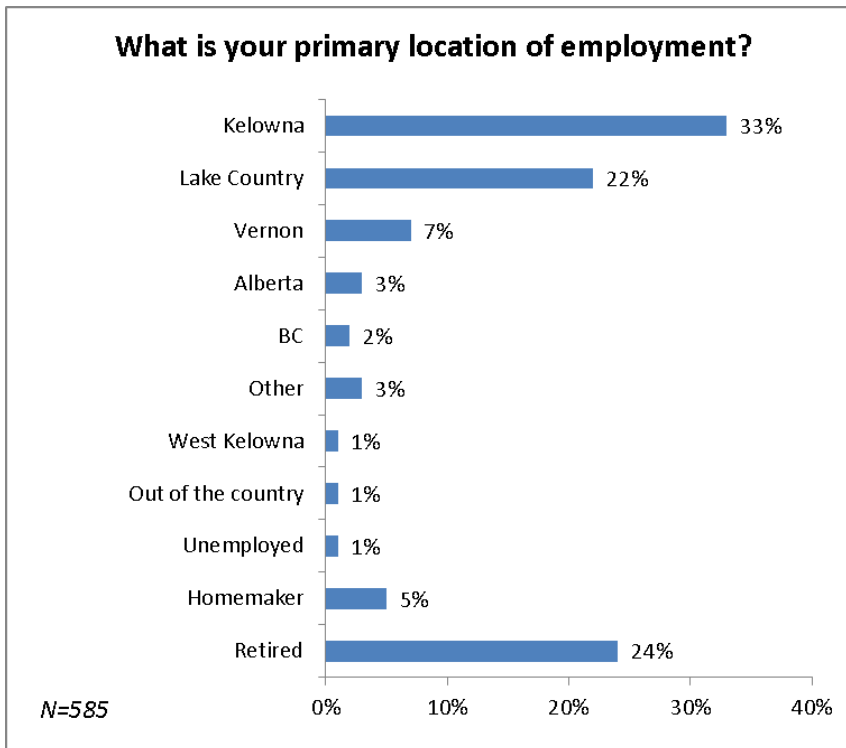 What is your primary location of employment?
Kelowna 33%
Lake Country 22%
Vernon 7%
Alberta 3%
BC 2%
Other 3%
West Kelowna 1%
Out of the country 1%
Unemployed 1%
Homemaker 5%
Retired 24%
N=585 0% 10% 20% 30% 40%